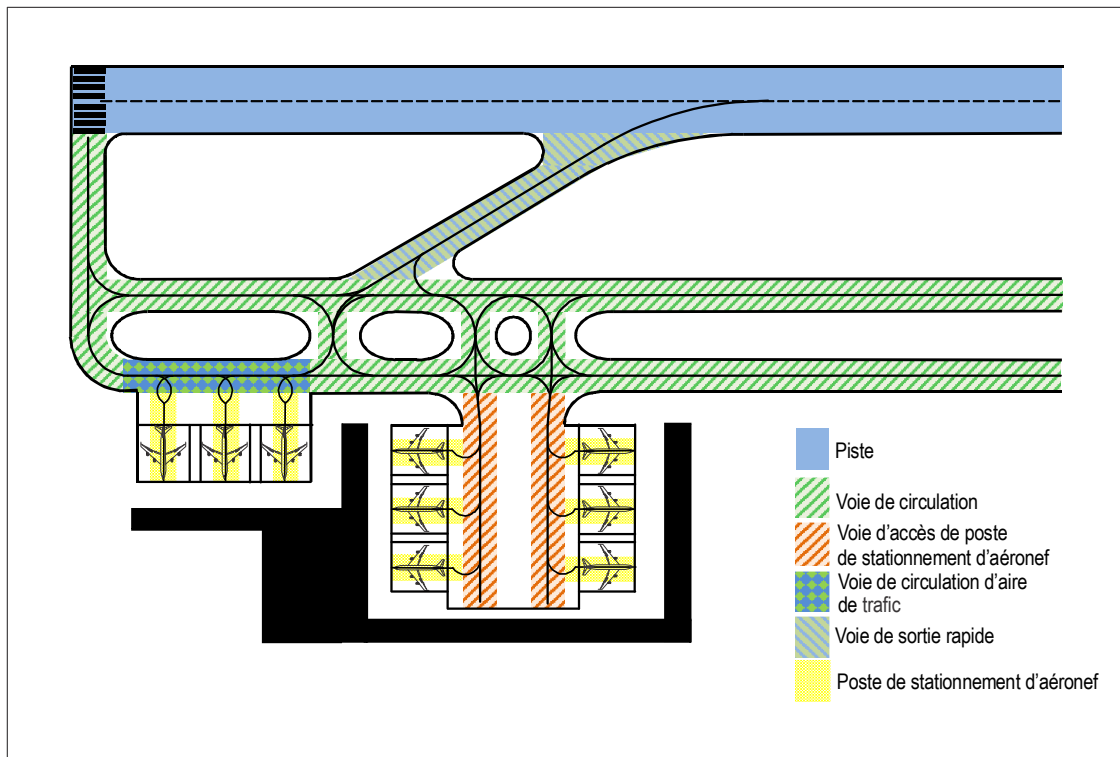 Piste
Voie de circulation
Voie d'accès de poste
de stationnement d'aéronef
Voie de circulation d'aire
de trafic
Voie de sortie rapide
Poste de stationnement d'aéronef